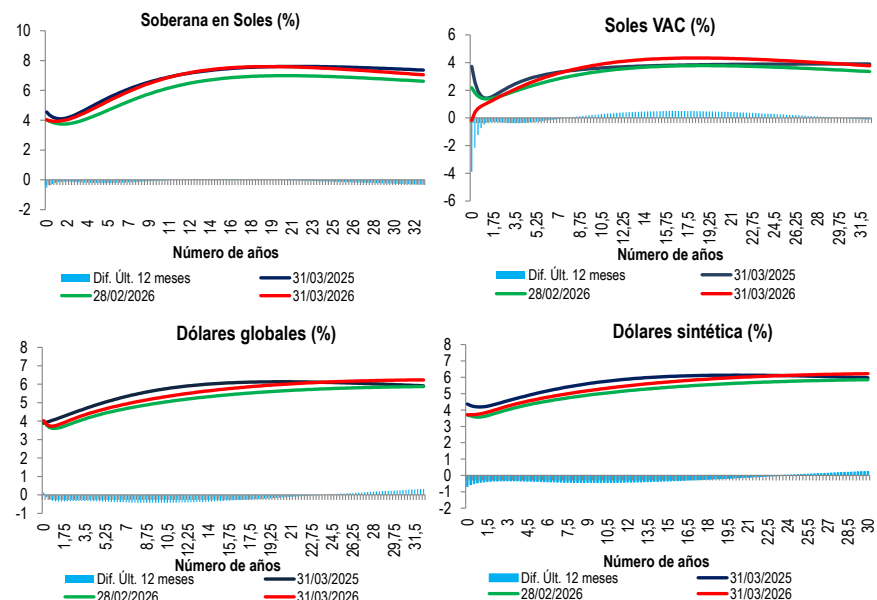 Soberana en Soles (%)
10
8
6
4
2
0
-2
0 2 4 5 7 9 11 12 14 16 18 19 21 23 25 26 28 30 32
Número de años
Dif. Últ. 12 meses 31/03/2025
28/02/2026 31/03/2026
Soles VAC (%)
6
4
2
0
-2
-4
-6
0 1,75 3,5 5,25 7 8,75 10,5 12,25 14 15,75 17,5 19,25 21 22,75 24,5 26,25 28 29,75 31,5
Número de años
Dif. Últ. 12 meses 31/03/2025
28/02/2026 31/03/2026
Dólares globales (%)
8
7
6
5
4
3
2
1
0
-1
0 1,75 3,5 5,25 7 8,75 10,5 12,25 14 15,75 17,5 19,25 21 22,75 24,5 26,25 28 29,75 31,5
Número de años
Dif. Últ. 12 meses 31/03/2025
28/02/2026 31/03/2026
Dólares sintética (%)
8
7
6
5
4
3
2
1
0
-1
-2
0 1,5 3 4,5 6 7,5 9 10,5 12 13,5 15 16,5 18 19,5 21 22,5 24 25,5 27 28,5 30
Número de años
Dif. Últ. 12 meses 31/03/2025
28/02/2026 31/03/2026